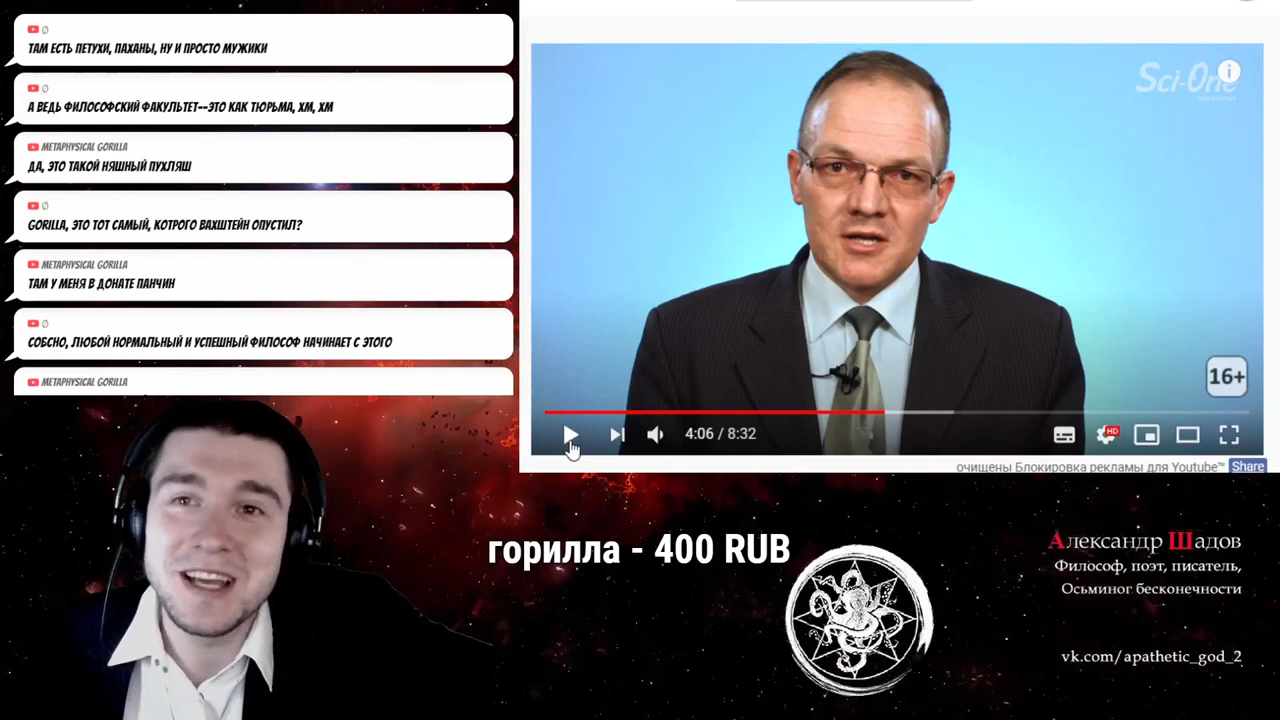 Ø
ТАМ ЕСТЬ ПЕТУХИ, ПАХАНЫ, НУ И ПРОСТО МУЖИКИ
Ø
А ВЕДЬ ФИЛОСОФСКИЙ ФАКУЛЬТЕТ--ЭТО КАК ТЮРЬМА, ХМ, ХМ
METAPHYSICAL GORILLA
ДА, ЭТО ТАКОЙ НЯШНЫЙ ПУХЛЯШ
Ø
GORILLA, ЭТО ТОТ САМЫЙ, КОТРОГО ВАХШТЕЙН ОПУСТИЛ?
METAPHYSICAL GORILLA
ТАМ У МЕНЯ В ДОНАТЕ ПАНЧИН
Ø
СОБСНО, ЛЮБОЙ НОРМАЛЬНЫЙ И УСПЕШНЫЙ ФИЛОСОФ НАЧИНАЕТ С ЭТОГО
METAPHYSICAL GORILLA
Sci-One
16+
4:06 / 8:32
HD
очищены Блокировка рекламы для Youtube™ Share
горилла - 400 RUB
Александр Шадов
Философ, поэт, писатель,
Осьминог бесконечности
vk.com/apathetic_god_2